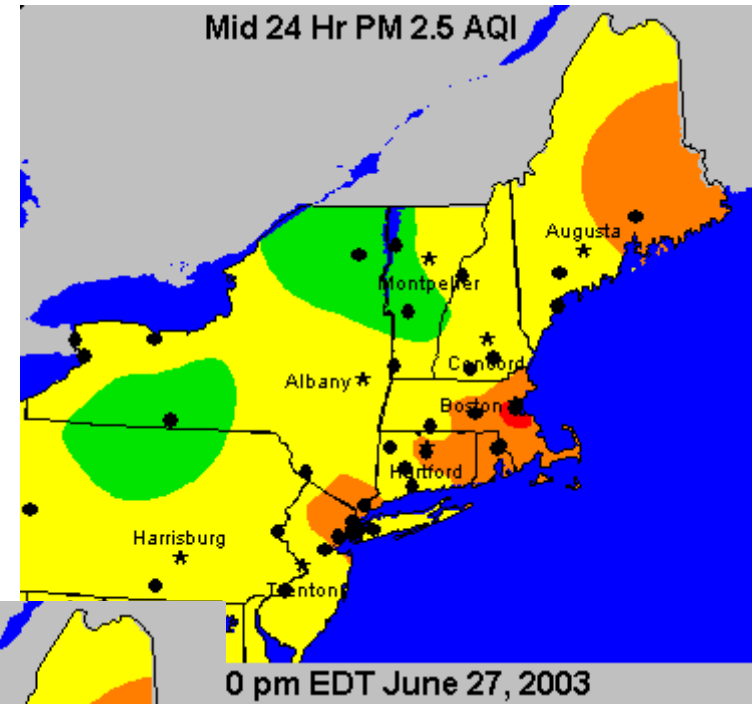 Mid 24 Hr PM 2.5 AQI
Augusta
Montpelier
Concord
Albany
Boston
Hartford
Harrisburg
Trenton
0 pm EDT June 27, 2003